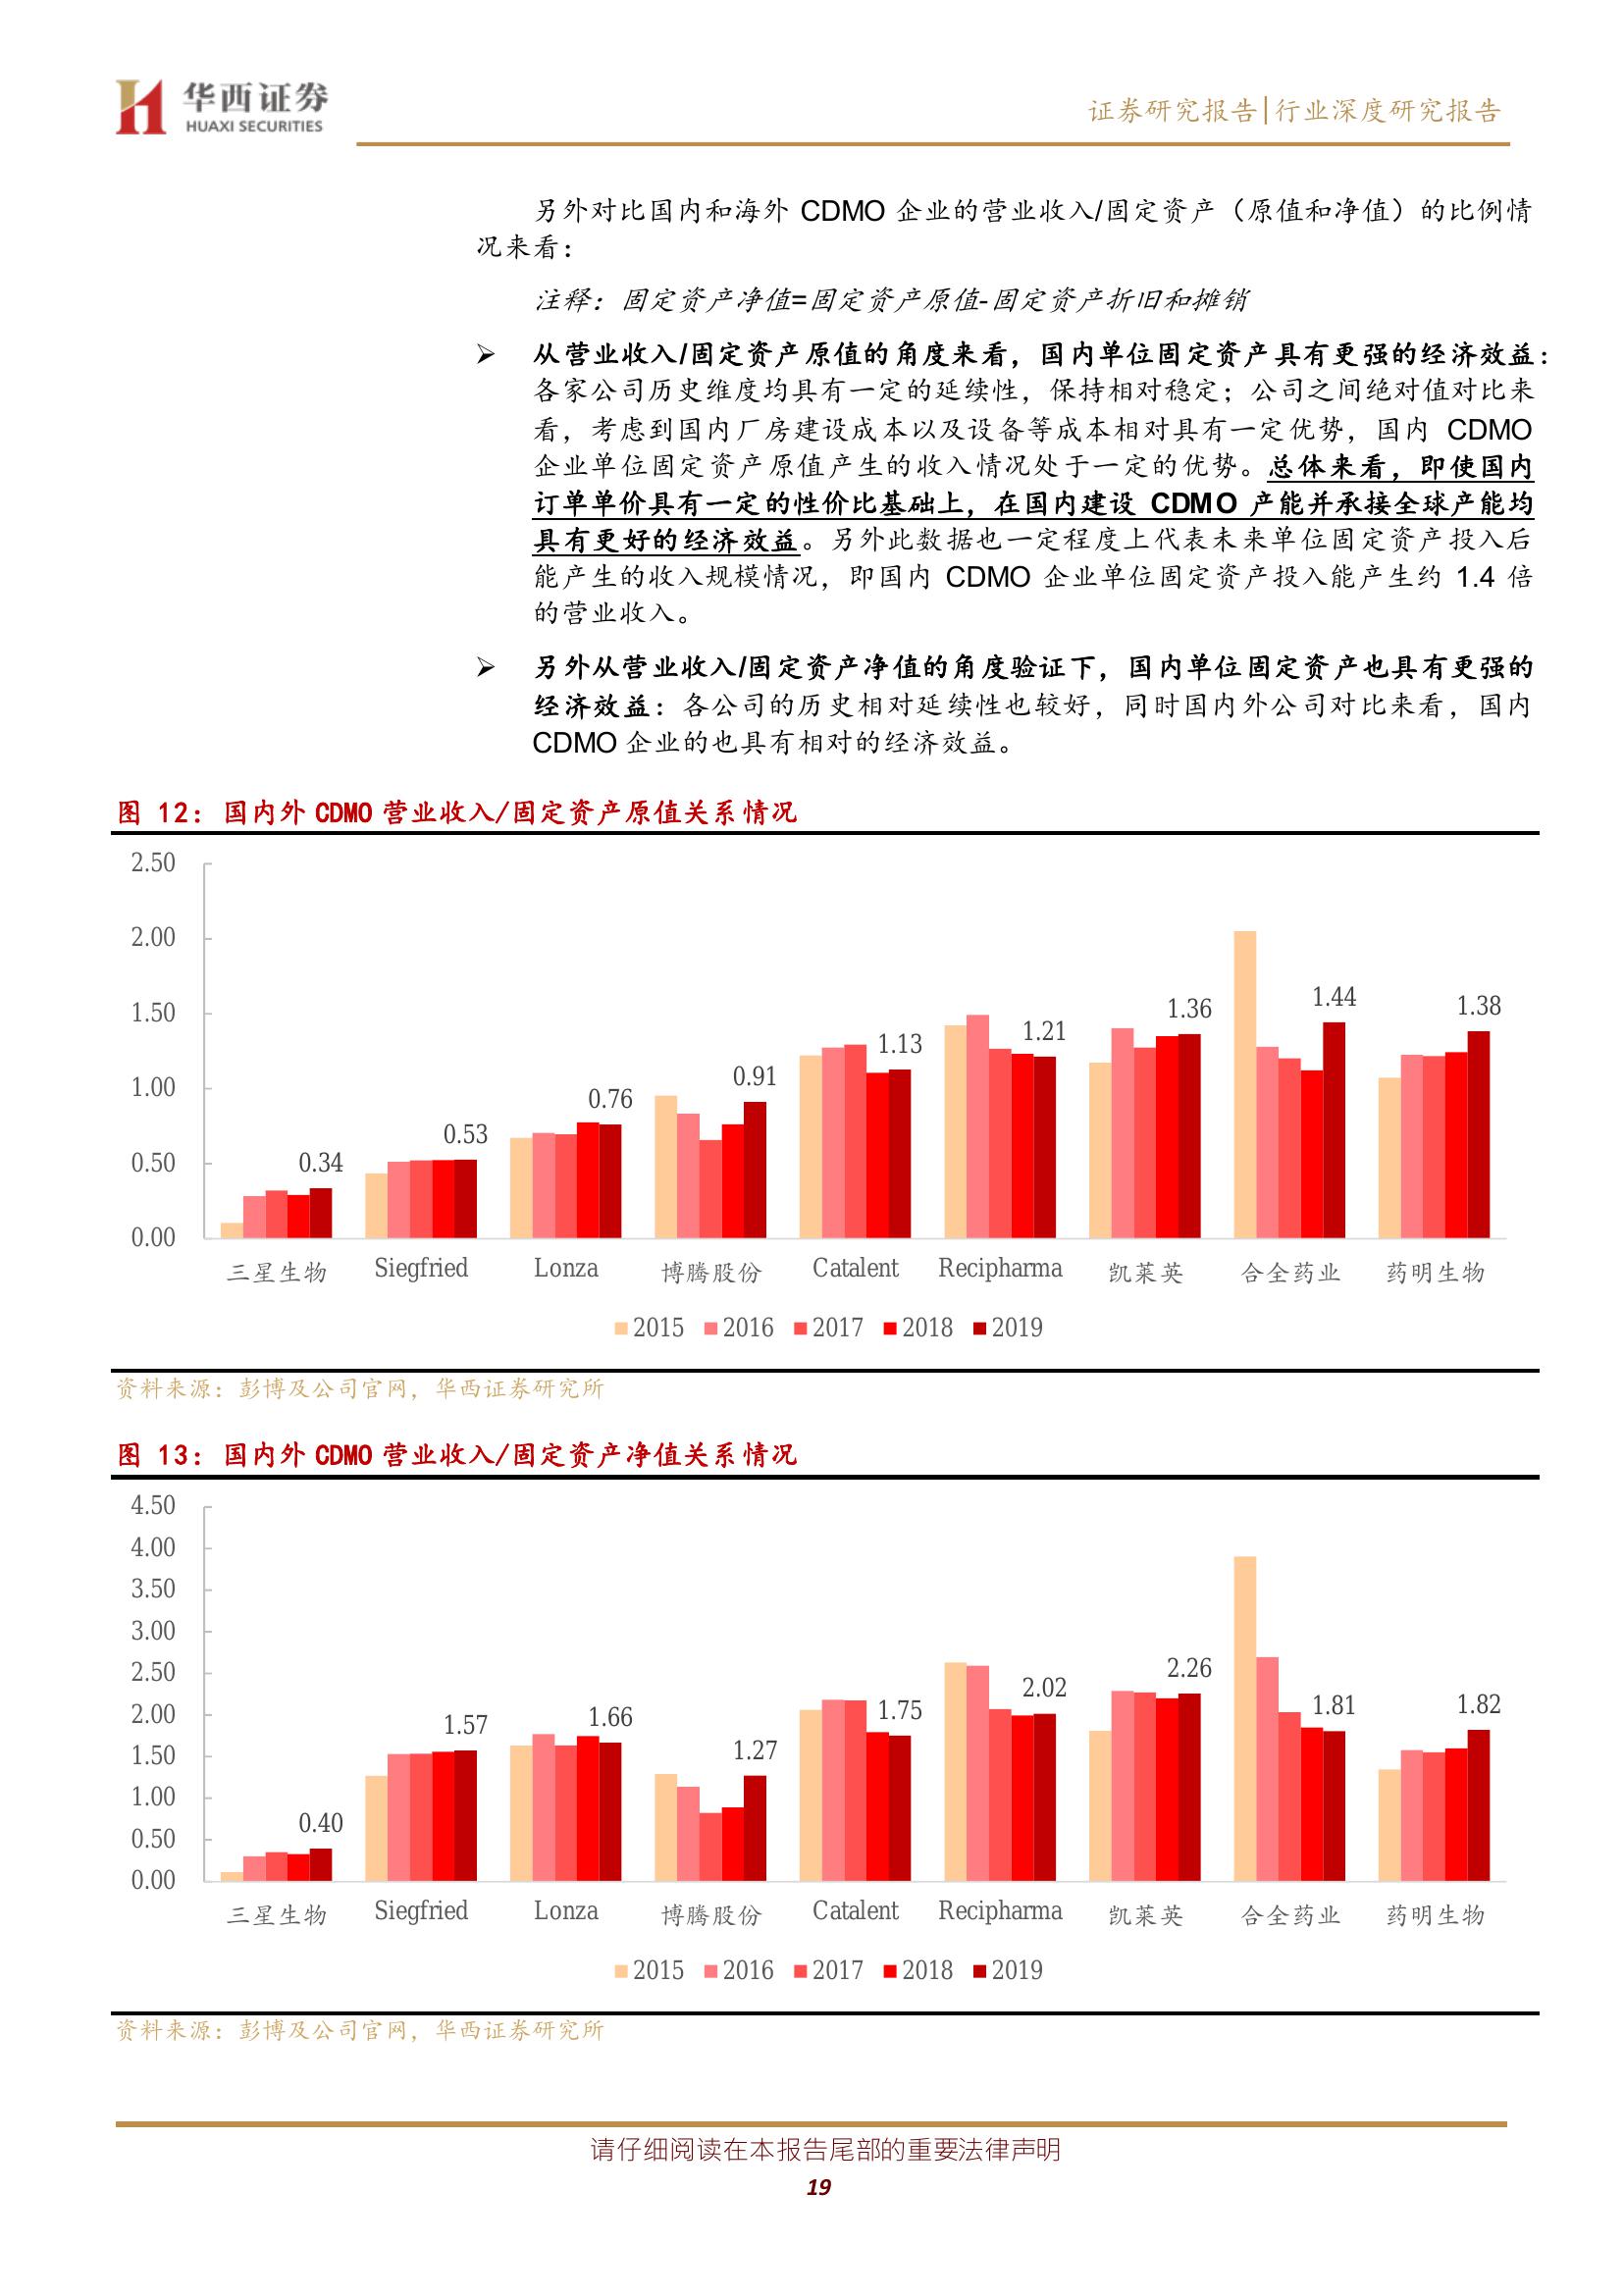 华西证券
HUAXI SECURITIES
证券研究报告|行业深度研究报告
另外对比国内和海外 CDMO 企业的营业收入/固定资产（原值和净值）的比例情
况来看：
注释：固定资产净值=固定资产原值-固定资产折旧和摊销
➢ 从营业收入/固定资产原值的角度来看，国内单位固定资产具有更强的经济效益：
各家公司历史维度均具有一定的延续性，保持相对稳定；公司之间绝对值对比来
看，考虑到国内厂房建设成本以及设备等成本相对具有一定优势，国内 CDMO
企业单位固定资产原值产生的收入情况处于一定的优势。总体来看，即使国内
订单单价具有一定的性价比基础上，在国内建设 CDMO 产能并承接全球产能均
具有更好的经济效益。另外此数据也一定程度上代表未来单位固定资产投入后
能产生的收入规模情况，即国内 CDMO 企业单位固定资产投入能产生约 1.4 倍
的营业收入。
➢ 另外从营业收入/固定资产净值的角度验证下，国内单位固定资产也具有更强的
经济效益：各公司的历史相对延续性也较好，同时国内外公司对比来看，国内
CDMO 企业的也具有相对的经济效益。
图 12：国内外 CDMO 营业收入/固定资产原值关系情况
2.50
2.00
1.50
1.00
0.50
0.00
0.34
0.53
0.76
0.91
1.13
1.21
1.36
1.44
1.38
三星生物 Siegfried Lonza 博腾股份 Catalent Recipharma 凯莱英 合全药业 药明生物
2015 2016 2017 2018 2019
资料来源：彭博及公司官网，华西证券研究所
图 13：国内外 CDMO 营业收入/固定资产净值关系情况
4.50
4.00
3.50
3.00
2.50
2.00
1.50
1.00
0.50
0.00
0.40
1.57
1.66
1.27
1.75
2.02
2.26
1.81
1.82
三星生物 Siegfried Lonza 博腾股份 Catalent Recipharma 凯莱英 合全药业 药明生物
2015 2016 2017 2018 2019
资料来源：彭博及公司官网，华西证券研究所
请仔细阅读在本报告尾部的重要法律声明
19